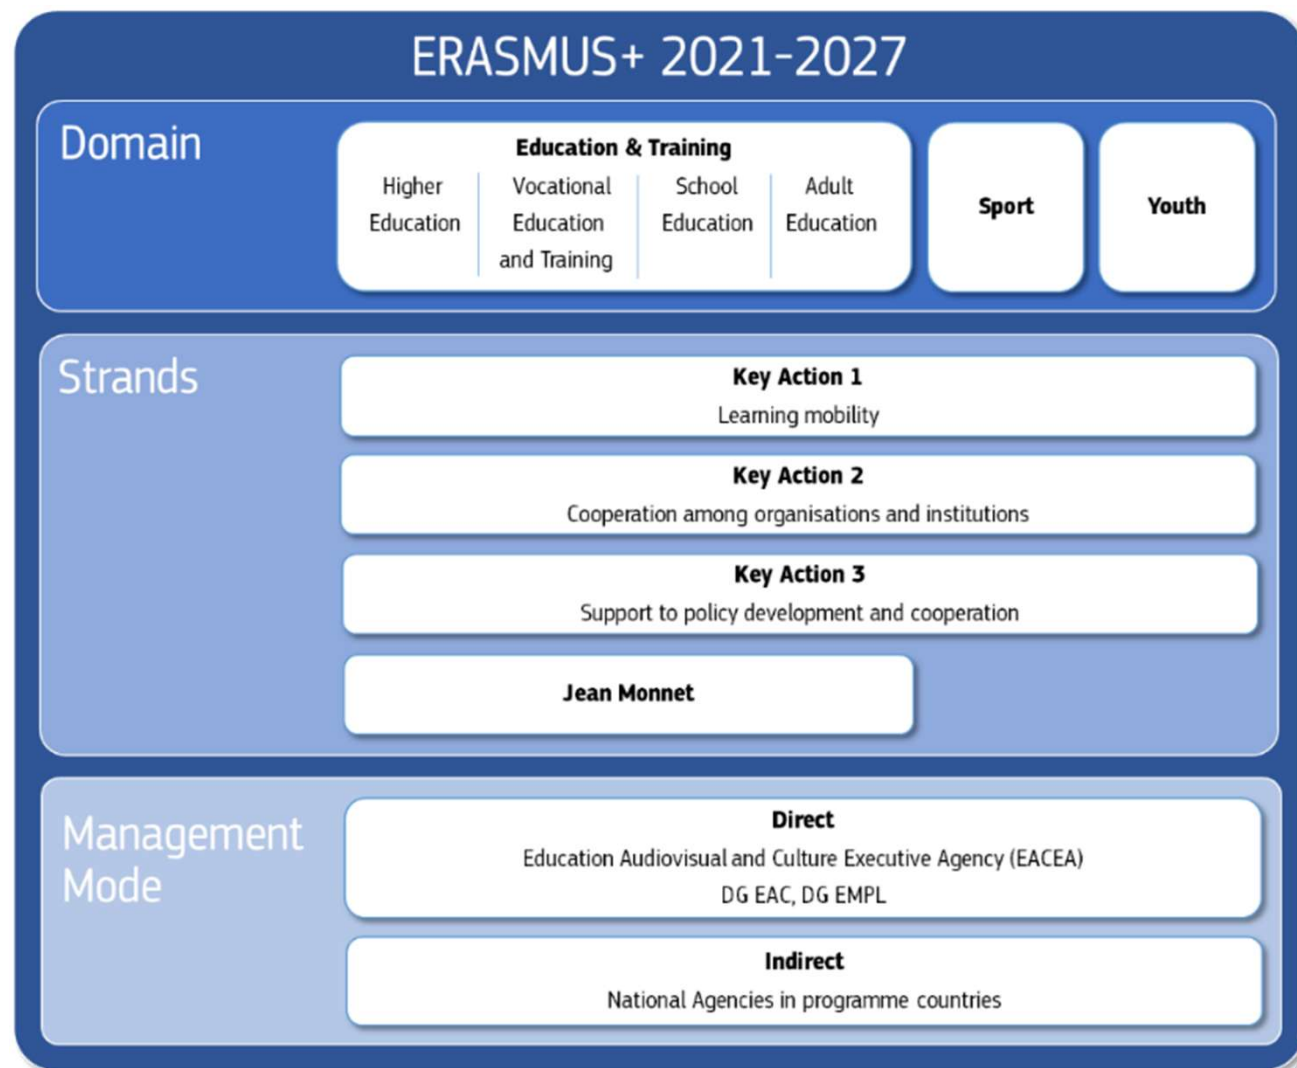 ERASMUS+ 2021-2027
Domain
Education & Training
Higher Education
Vocational Education and Training
School Education
Adult Education
Sport
Youth
Strands
Key Action 1
Learning mobility
Key Action 2
Cooperation among organisations and institutions
Key Action 3
Support to policy development and cooperation
Jean Monnet
Management
Mode
Direct
Education Audiovisual and Culture Executive Agency (EACEA)
DG EAC, DG EMPL
Indirect
National Agencies in programme countries